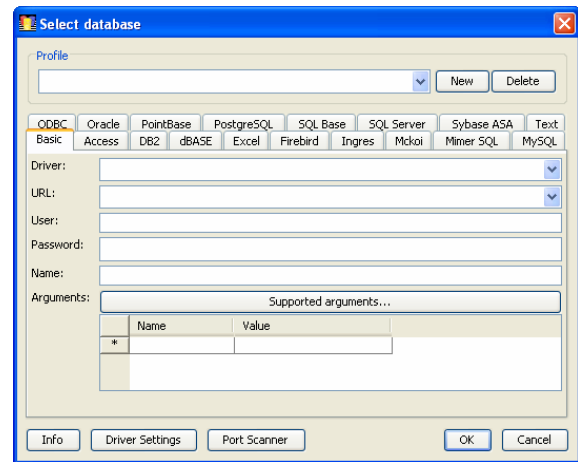 Select database
Profile
New Delete
ODBC Oracle PointBase PostgreSQL SQL Base SQL Server Sybase ASA Text
Basic Access DB2 dBASE Excel Firebird Ingres Mckoi Mimer SQL MySQL
Driver:
URL:
User:
Password:
Name:
Arguments: Supported arguments...
Name Value
*
Info Driver Settings Port Scanner OK Cancel